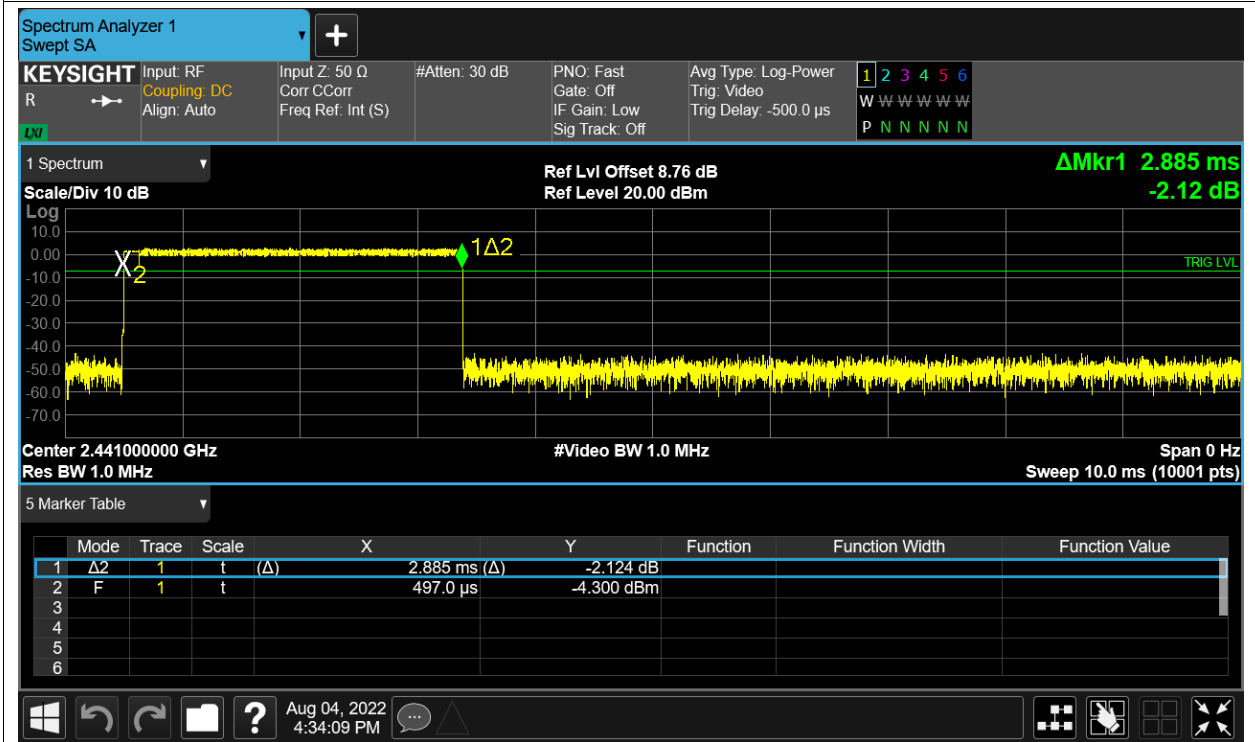 Spectrum Analyzer 1
Swept SA
KEYSIGHT
R
LXI
Input: RF
Coupling: DC
Align: Auto
Input Z: 50 Ω
Corr CCorr
Freq Ref: Int (S)
#Atten: 30 dB
PNO: Fast
Gate: Off
IF Gain: Low
Sig Track: Off
Avg Type: Log-Power
Trig: Video
Trig Delay: -500.0 µs
1 2 3 4 5 6
W W W W W W
P N N N N N
1 Spectrum
Scale/Div 10 dB
Ref Lvl Offset 8.76 dB
Ref Level 20.00 dBm
ΔMkr1 2.885 ms
-2.12 dB
Log
10.0
0.00
-10.0
-20.0
-30.0
-40.0
-50.0
-60.0
-70.0
X
2
1Δ2
TRIG LVL
Center 2.441000000 GHz
Res BW 1.0 MHz
#Video BW 1.0 MHz
Span 0 Hz
Sweep 10.0 ms (10001 pts)
5 Marker Table
Mode Trace Scale X Y Function Function Width Function Value
1 Δ2 1 t (Δ) 2.885 ms (Δ) -2.124 dB
2 F 1 t 497.0 µs -4.300 dBm
3
4
5
6
?
Aug 04, 2022
4:34:09 PM